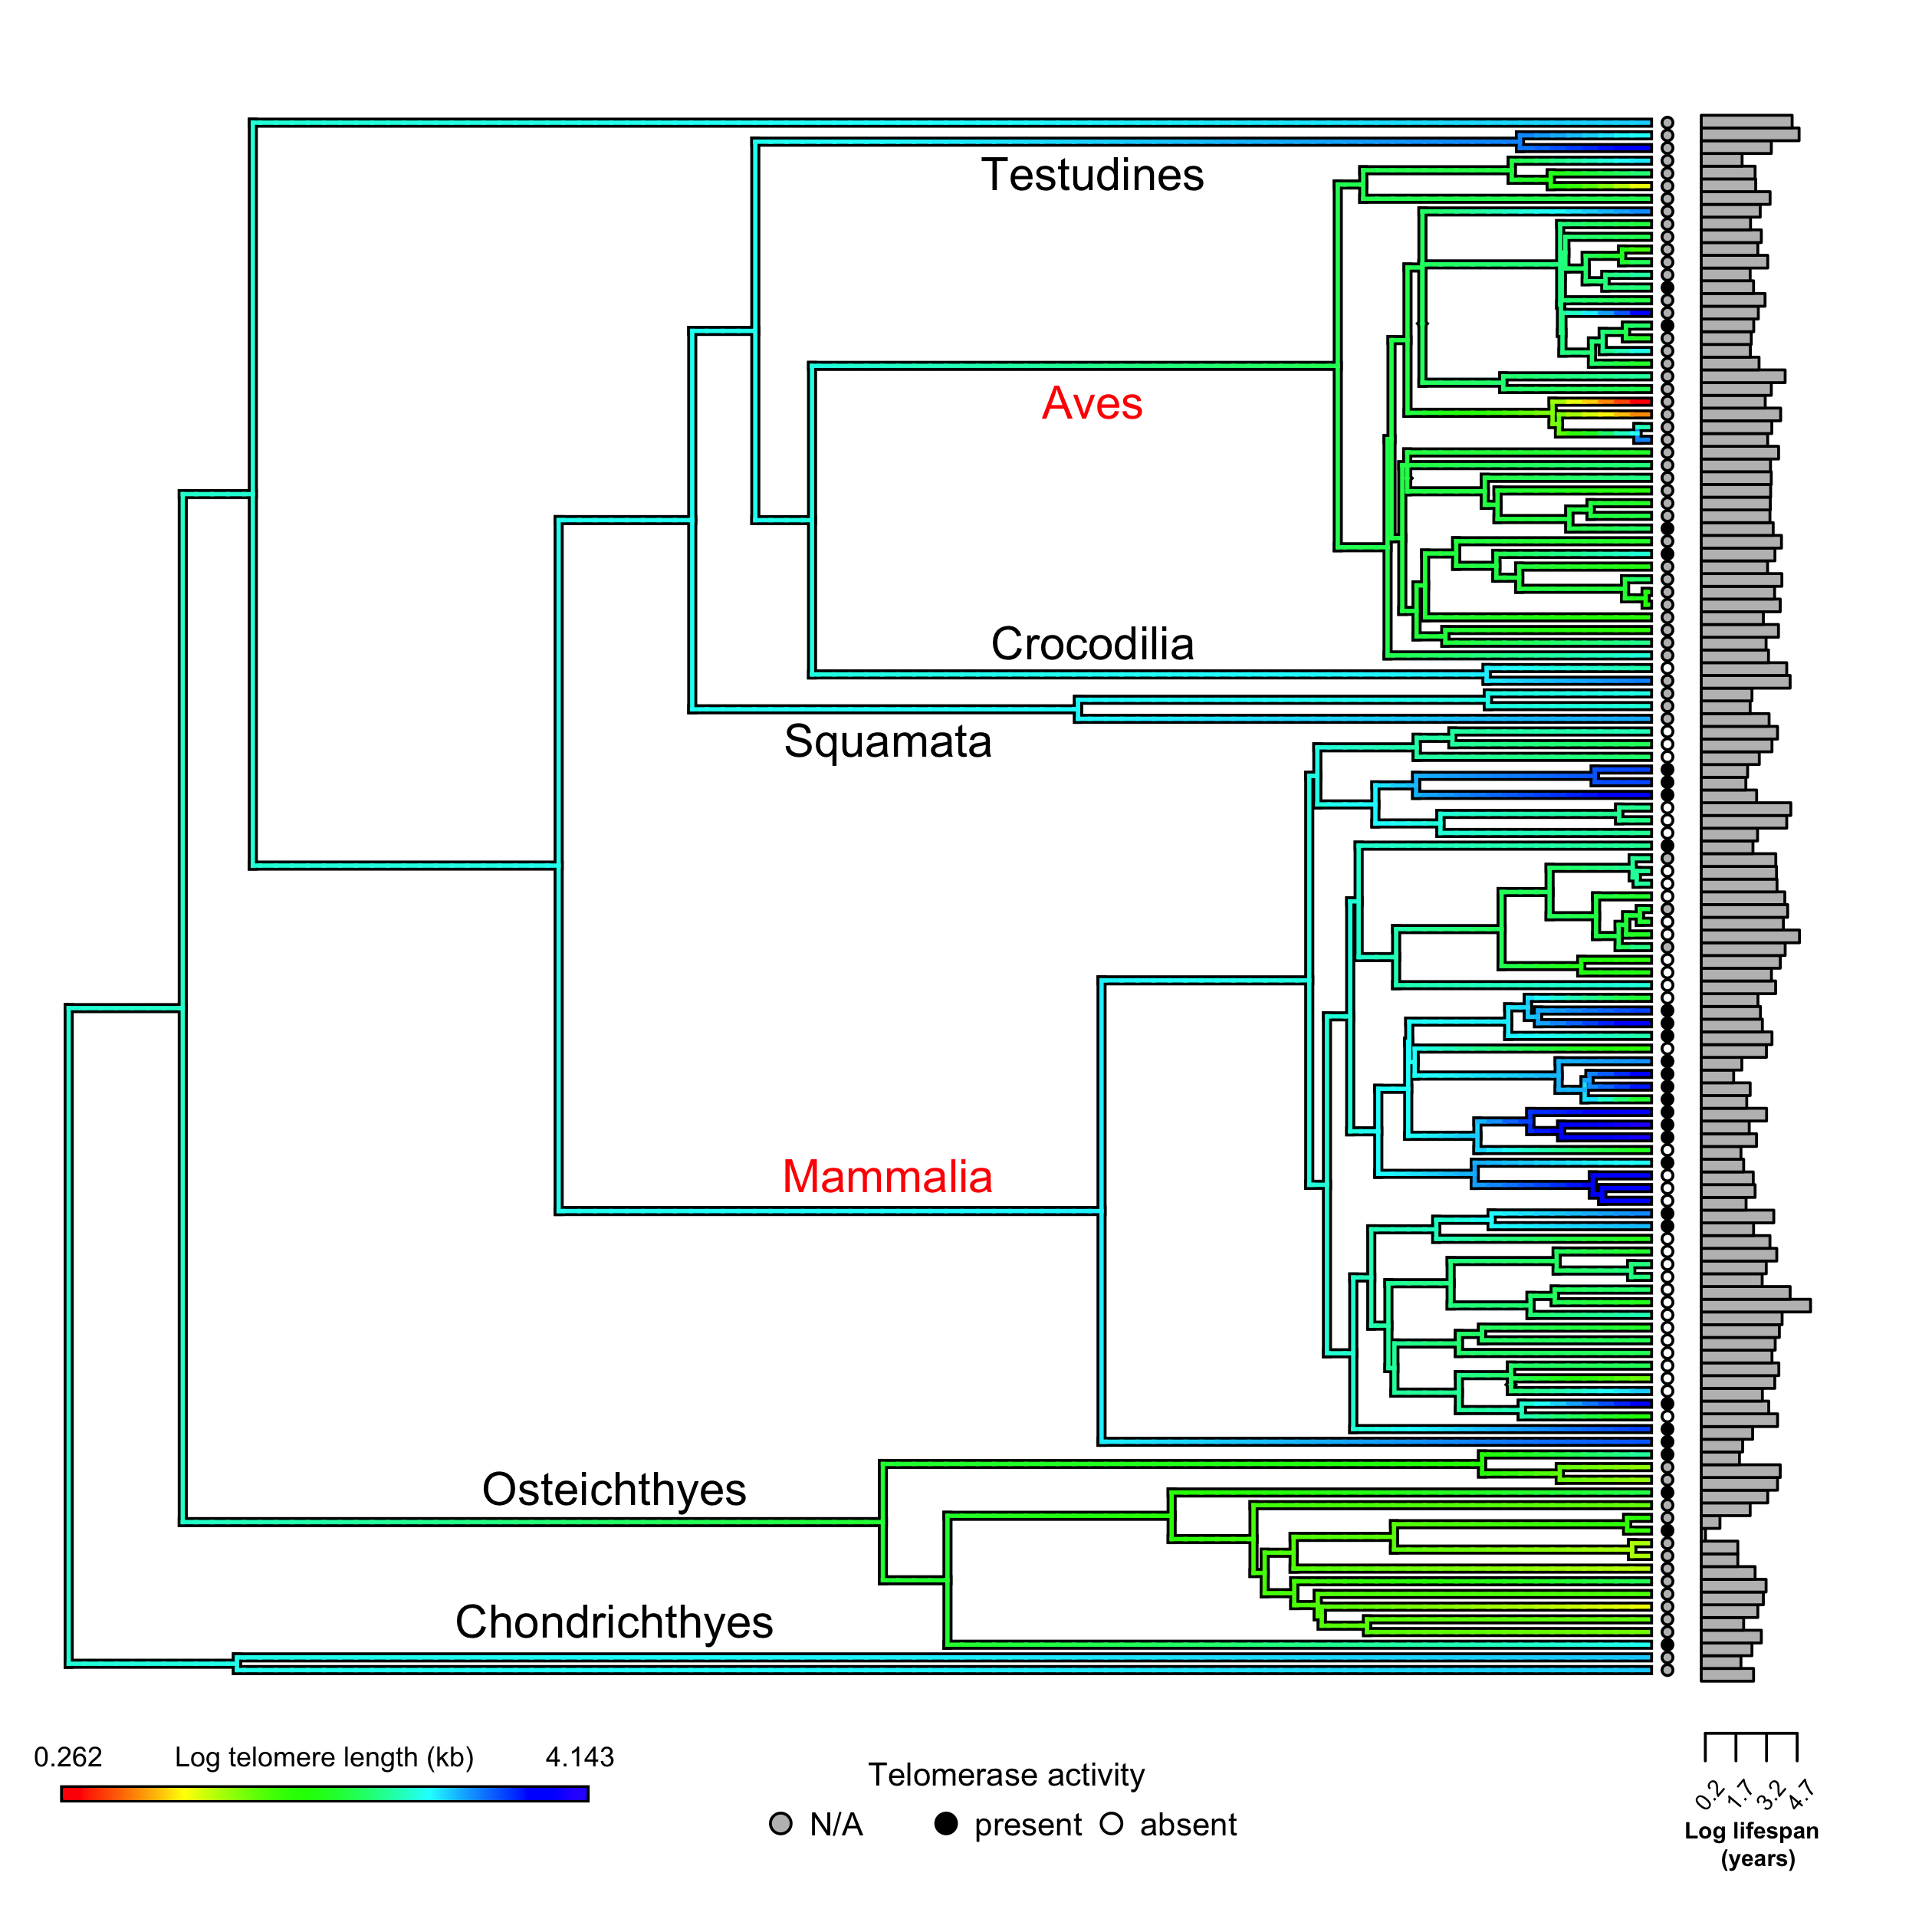 Testudines
Aves
Crocodilia
Squamata
Mammalia
Osteichthyes
Chondrichthyes
0.262 Log telomere length (kb) 4.143
Telomerase activity
N/A present absent
0.2 1.7 3.2 4.7
Log lifespan
(years)